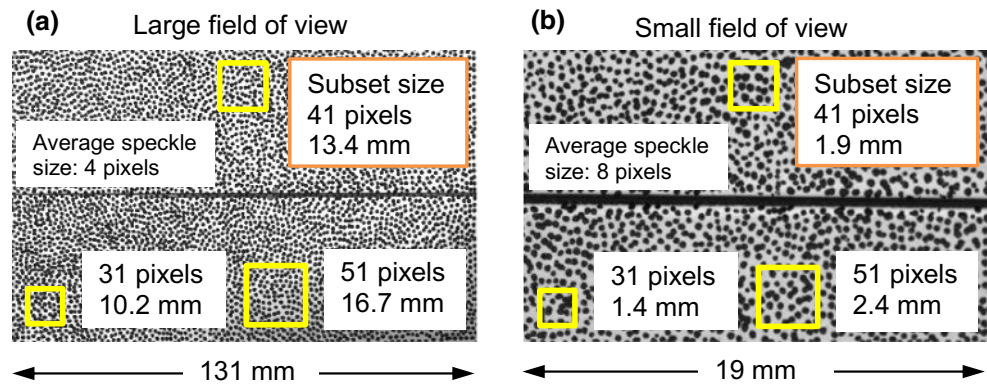 (a) Large field of view
Subset size
41 pixels
13.4 mm
Average speckle
size: 4 pixels
31 pixels
10.2 mm
51 pixels
16.7 mm
131 mm
(b) Small field of view
Subset size
41 pixels
1.9 mm
Average speckle
size: 8 pixels
31 pixels
1.4 mm
51 pixels
2.4 mm
19 mm